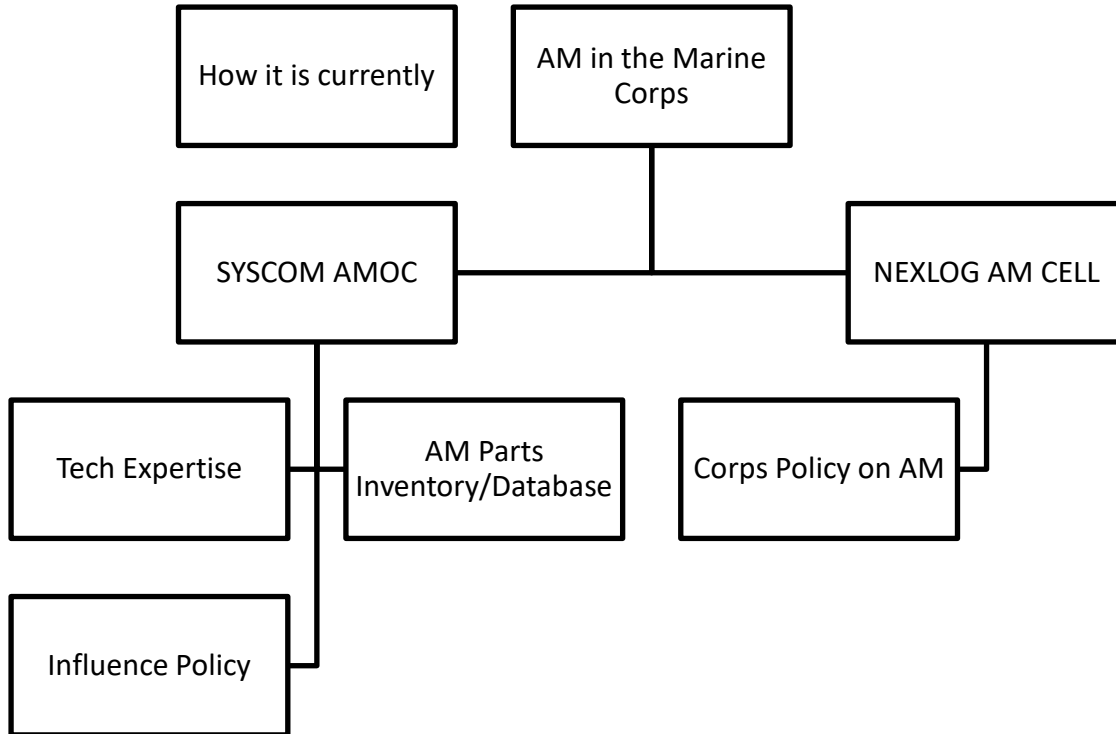 How it is currently
AM in the Marine
Corps
SYSCOM AMOC
NEXLOG AM CELL
Tech Expertise
AM Parts
Inventory/Database
Corps Policy on AM
Influence Policy